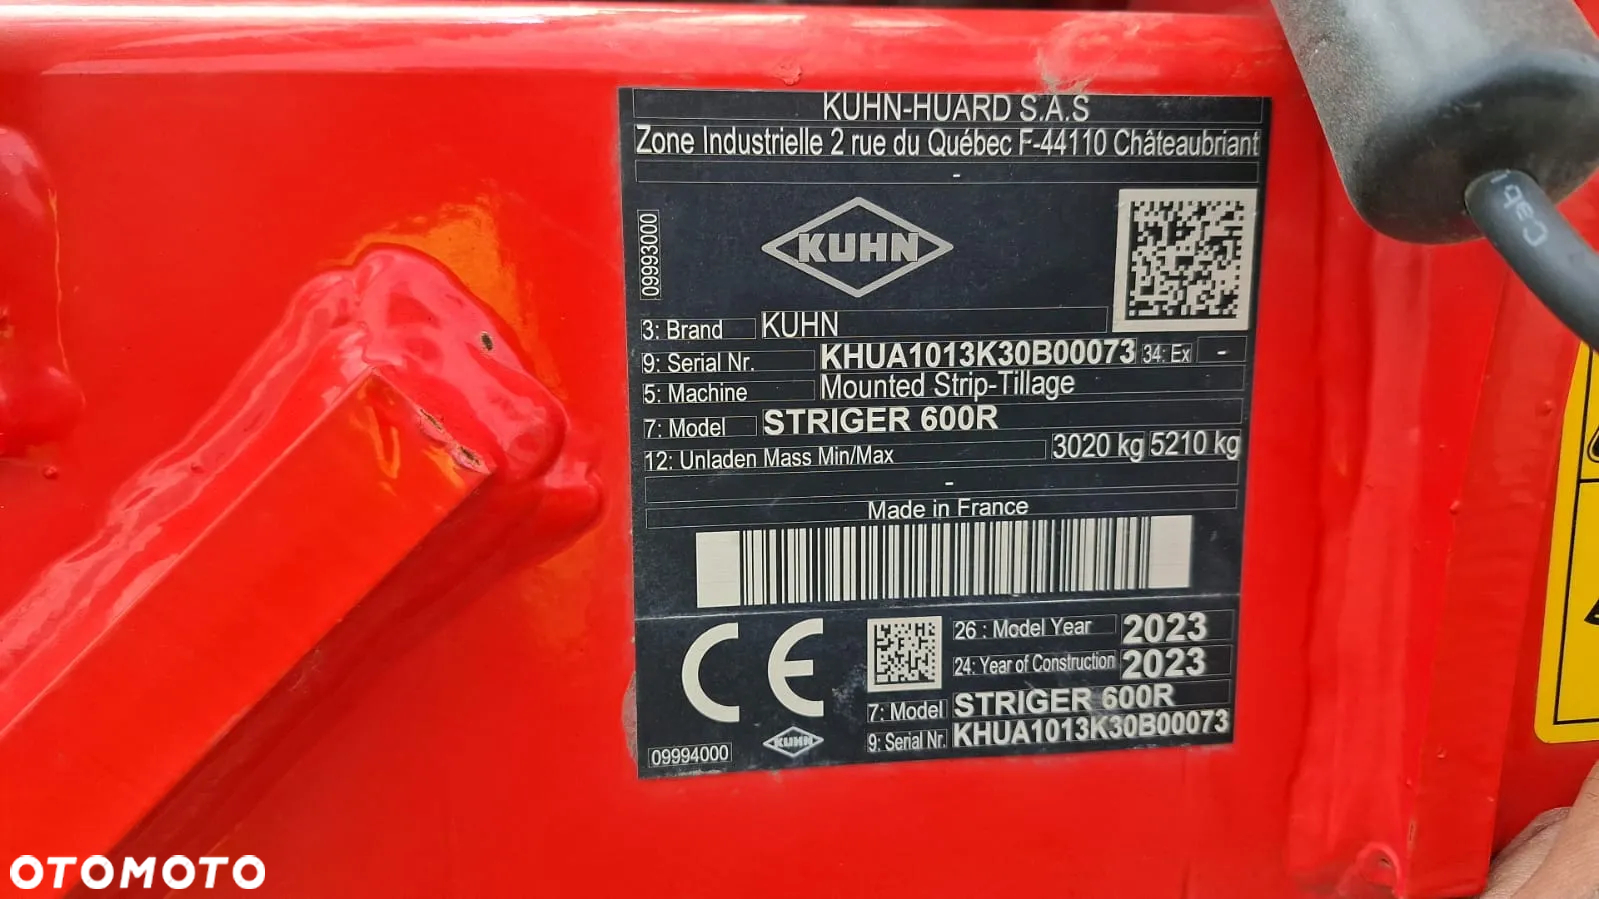 KUHN-HUARD S.A.S
Zone Industrielle 2 rue du Québec F-44110 Châteaubriant
-
09993000
KUHN
3: Brand KUHN
9: Serial Nr. KHUA1013K30B00073 34: Ex -
5: Machine Mounted Strip-Tillage
7: Model STRIGER 600R
12: Unladen Mass Min/Max 3020 kg 5210 kg
-
Made in France
CE
26 : Model Year 2023
24: Year of Construction 2023
7: Model STRIGER 600R
9: Serial Nr. KHUA1013K30B00073
KUHN
09994000
OTOMOTO